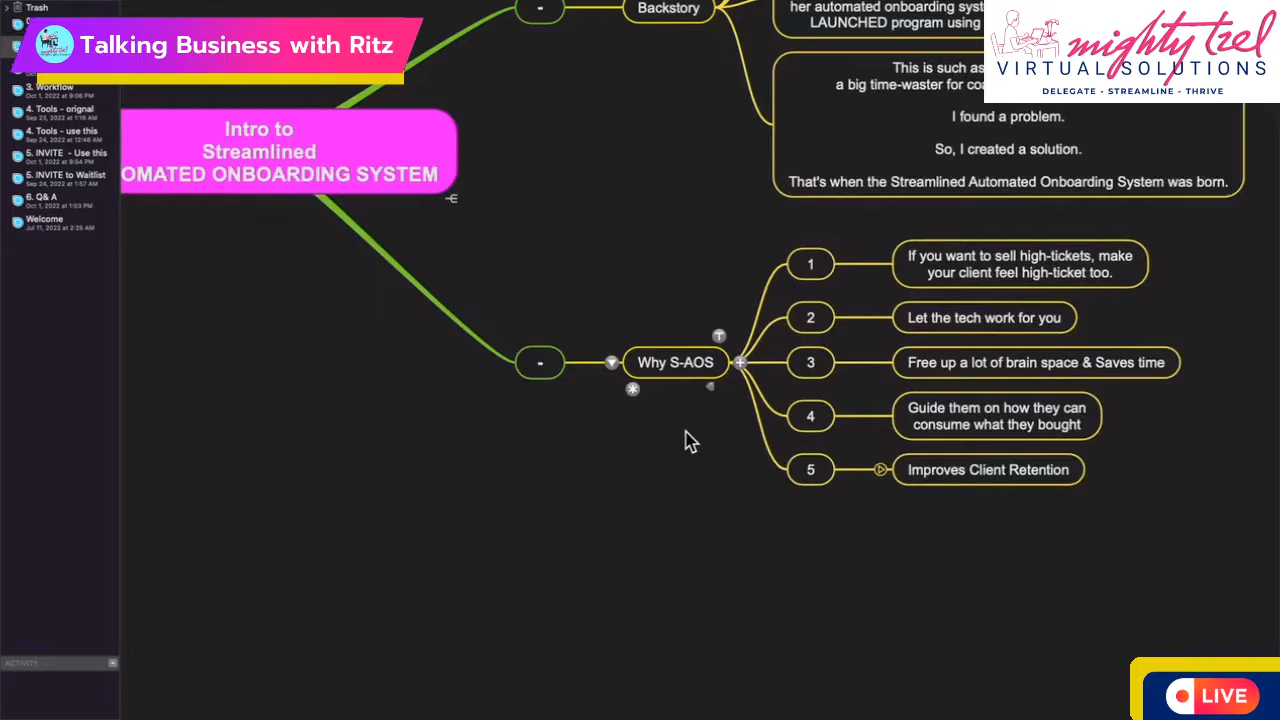 Trash
Talking Business with Ritz
3. Workflow
Oct 1, 2022 at 9:06 PM
4. Tools - orignal
Sep 23, 2022 at 1:16 AM
4. Tools - use this
Sep 24, 2022 at 12:46 AM
5. INVITE - Use this
Oct 1, 2022 at 9:54 PM
5. INVITE to Waitlist
Sep 24, 2022 at 1:57 AM
6. Q& A
Oct 1, 2022 at 1:03 PM
Welcome
Jul 11, 2022 at 2:25 AM
ACTIVITY
Intro to
Streamlined
OMATED ONBOARDING SYSTEM
-
Backstory
her automated onboarding
LAUNCHED program using
This is such as
a big time-waster for
I found a problem.
So, I created a solution.
That's when the Streamlined Automated Onboarding System was born.
-
Why S-AOS
T
1
If you want to sell high-tickets, make
your client feel high-ticket too.
2
Let the tech work for you
3
Free up a lot of brain space & Saves time
4
Guide them on how they can
consume what they bought
5
Improves Client Retention
mighty tzel
VIRTUAL SOLUTIONS
DELEGATE - STREAMLINE - THRIVE
LIVE